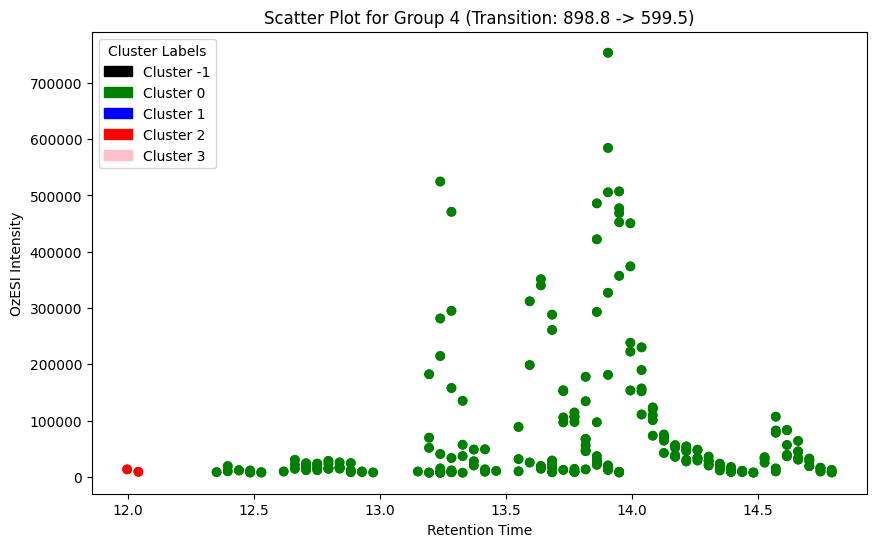 Scatter Plot for Group 4 (Transition: 898.8 -> 599.5)
Cluster Labels
Cluster -1
Cluster 0
Cluster 1
Cluster 2
Cluster 3
OzESI Intensity
700000
600000
500000
400000
300000
200000
100000
0
12.0 12.5 13.0 13.5 14.0 14.5
Retention Time